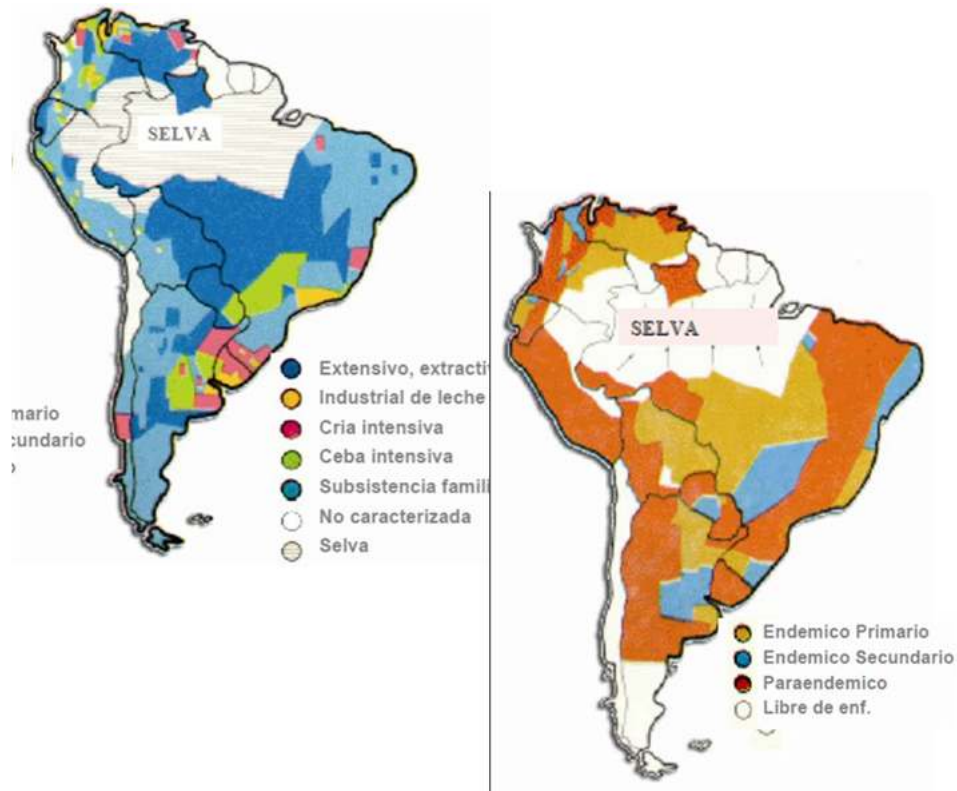 SELVA
Extensivo, extracti
Industrial de leche
Cria intensiva
Ceba intensiva
Subsistencia famili
No caracterizada
Selva
mario
cundario
o
SELVA
Endemico Primario
Endemico Secundario
Paraendemico
Libre de enf.